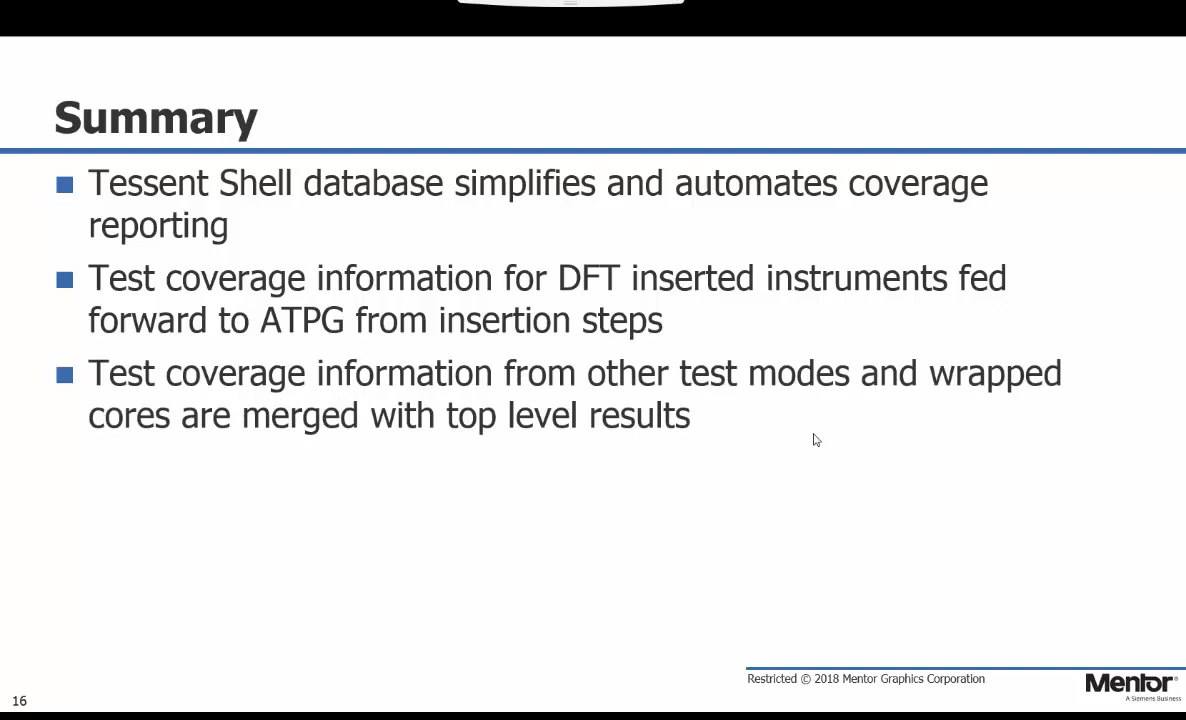 Summary
Tessent Shell database simplifies and automates coverage
reporting
Test coverage information for DFT inserted instruments fed
forward to ATPG from insertion steps
Test coverage information from other test modes and wrapped
cores are merged with top level results
Restricted © 2018 Mentor Graphics Corporation
Mentor®
A Siemens Business
16